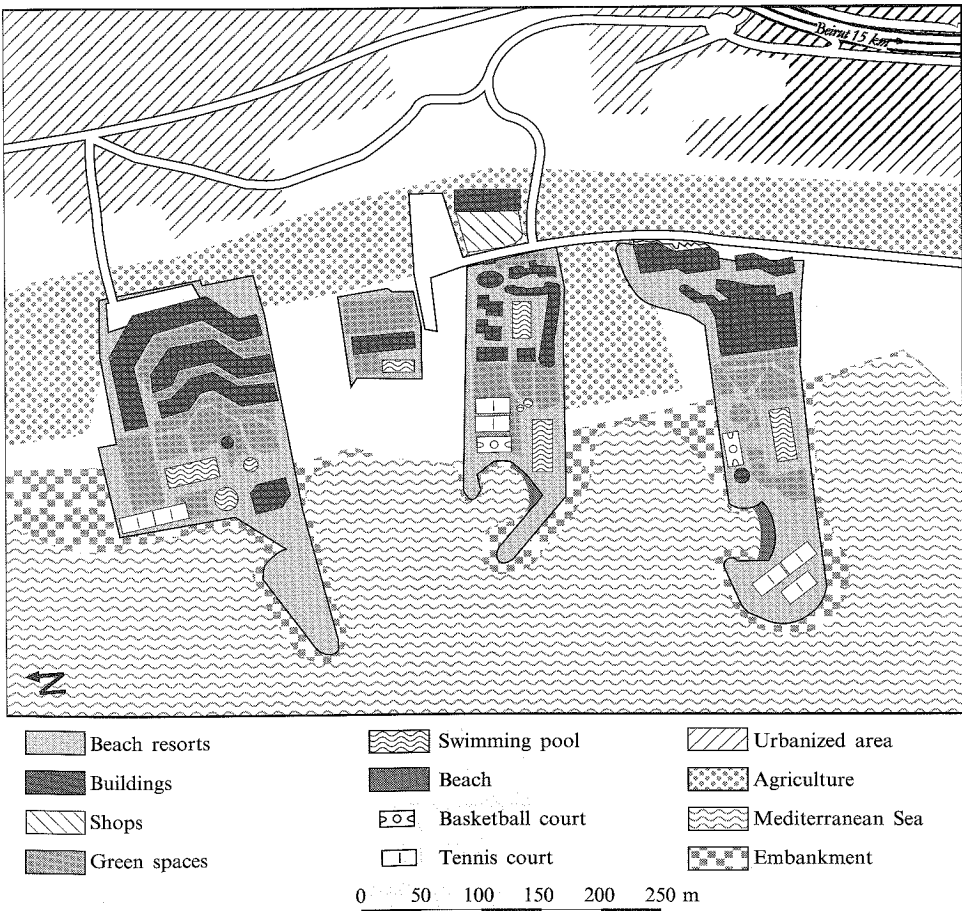 Beirut 15 km
N
Beach resorts
Buildings
Shops
Green spaces
Swimming pool
Beach
Basketball court
Tennis court
Urbanized area
Agriculture
Mediterranean Sea
Embankment
0 50 100 150 200 250 m